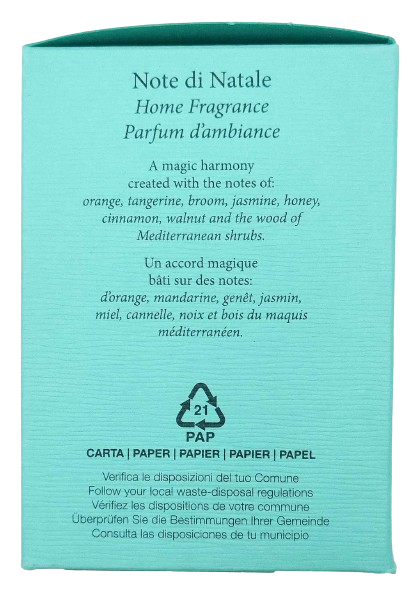 Note di Natale
Home Fragrance
Parfum d'ambiance
A magic harmony
created with the notes of:
orange, tangerine, broom, jasmine, honey,
cinnamon, walnut and the wood of
Mediterranean shrubs.
Un accord magique
bâti sur des notes:
d'orange, mandarine, genêt, jasmin,
miel, cannelle, noix et bois du maquis
méditerranéen.
21
PAP
CARTA | PAPER | PAPIER | PAPIER | PAPEL
Verifica le disposizioni del tuo Comune
Follow your local waste-disposal regulations
Vérifiez les dispositions de votre commune
Überprüfen Sie die Bestimmungen Ihrer Gemeinde
Consulta las disposiciones de tu municipio